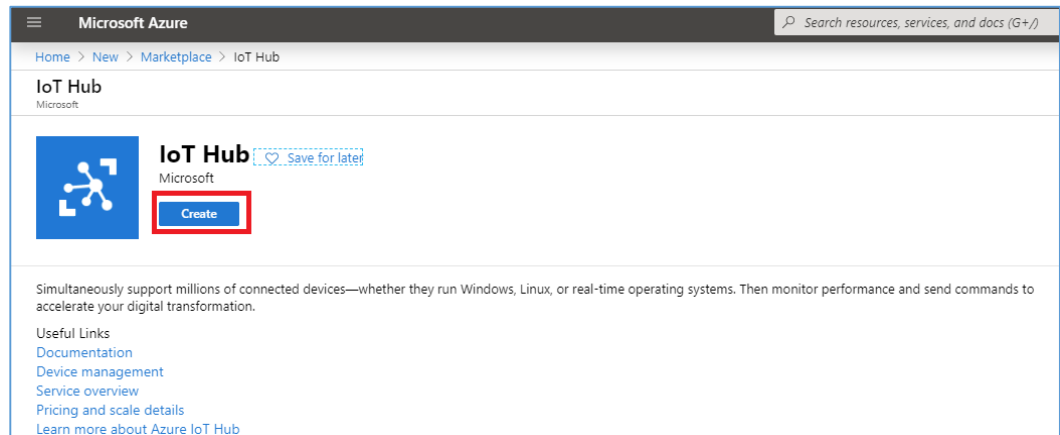 Microsoft Azure
Search resources, services, and docs (G+/)
Home > New > Marketplace > IoT Hub
IoT Hub
Microsoft
IoT Hub Save for later
Microsoft
Create
Simultaneously support millions of connected devices—whether they run Windows, Linux, or real-time operating systems. Then monitor performance and send commands to
accelerate your digital transformation.
Useful Links
Documentation
Device management
Service overview
Pricing and scale details
Learn more about Azure IoT Hub